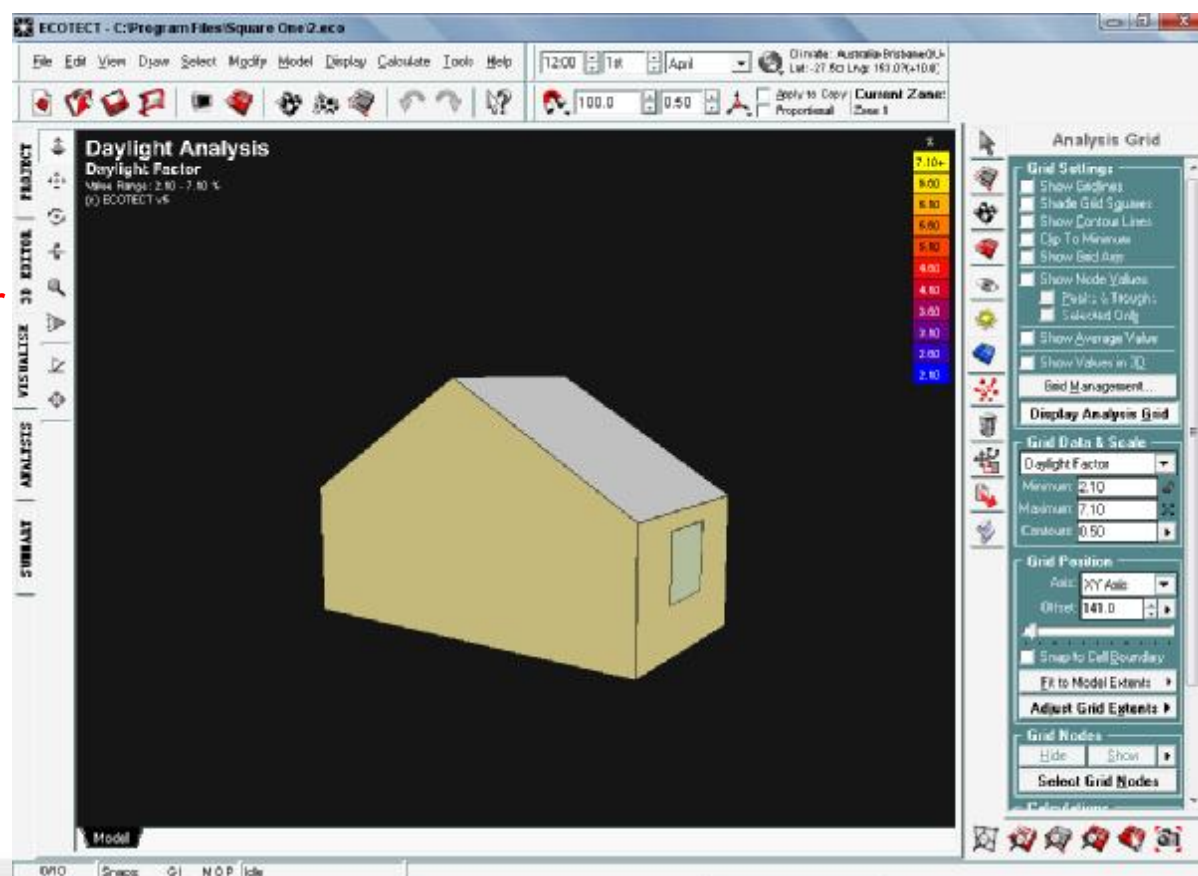 ECOTECT - C:\Program Files\Square One\2.eco
File Edit View Draw Select Modify Model Display Calculate Tools Help
12:00 1st April
Climate: Australia-Brisbane
100.0 0.50
Apply to Copy
Proportional
Current Zone:
Zone 1
PROJECT
3D EDITOR
VISUALISE
ANALYSIS
SUMMARY
Daylight Analysis
Daylight Factor
Value Range: 2.10 - 7.10 %
(c) ECOTECT v5
%
7.10+
6.60
6.10
5.60
5.10
4.60
4.10
3.60
3.10
2.60
2.10
Analysis Grid
Grid Settings
Show Gridlines
Shade Grid Squares
Show Contour Lines
Clip To Minimum
Show Grid Axis
Show Node Values
Peaks & Troughs
Selected Only
Show Average Value
Show Values in 3D
Grid Management...
Display Analysis Grid
Grid Data & Scale
Daylight Factor
Minimum: 2.10
Maximum: 7.10
Contours: 0.50
Grid Position
Axis: XY Axis
Offset: 141.0
Snap to Cell Boundary
Fit to Model Extents
Adjust Grid Extents
Grid Nodes
Hide Show
Select Grid Nodes
Calculations
Model
Snaps: GI N O P Idle